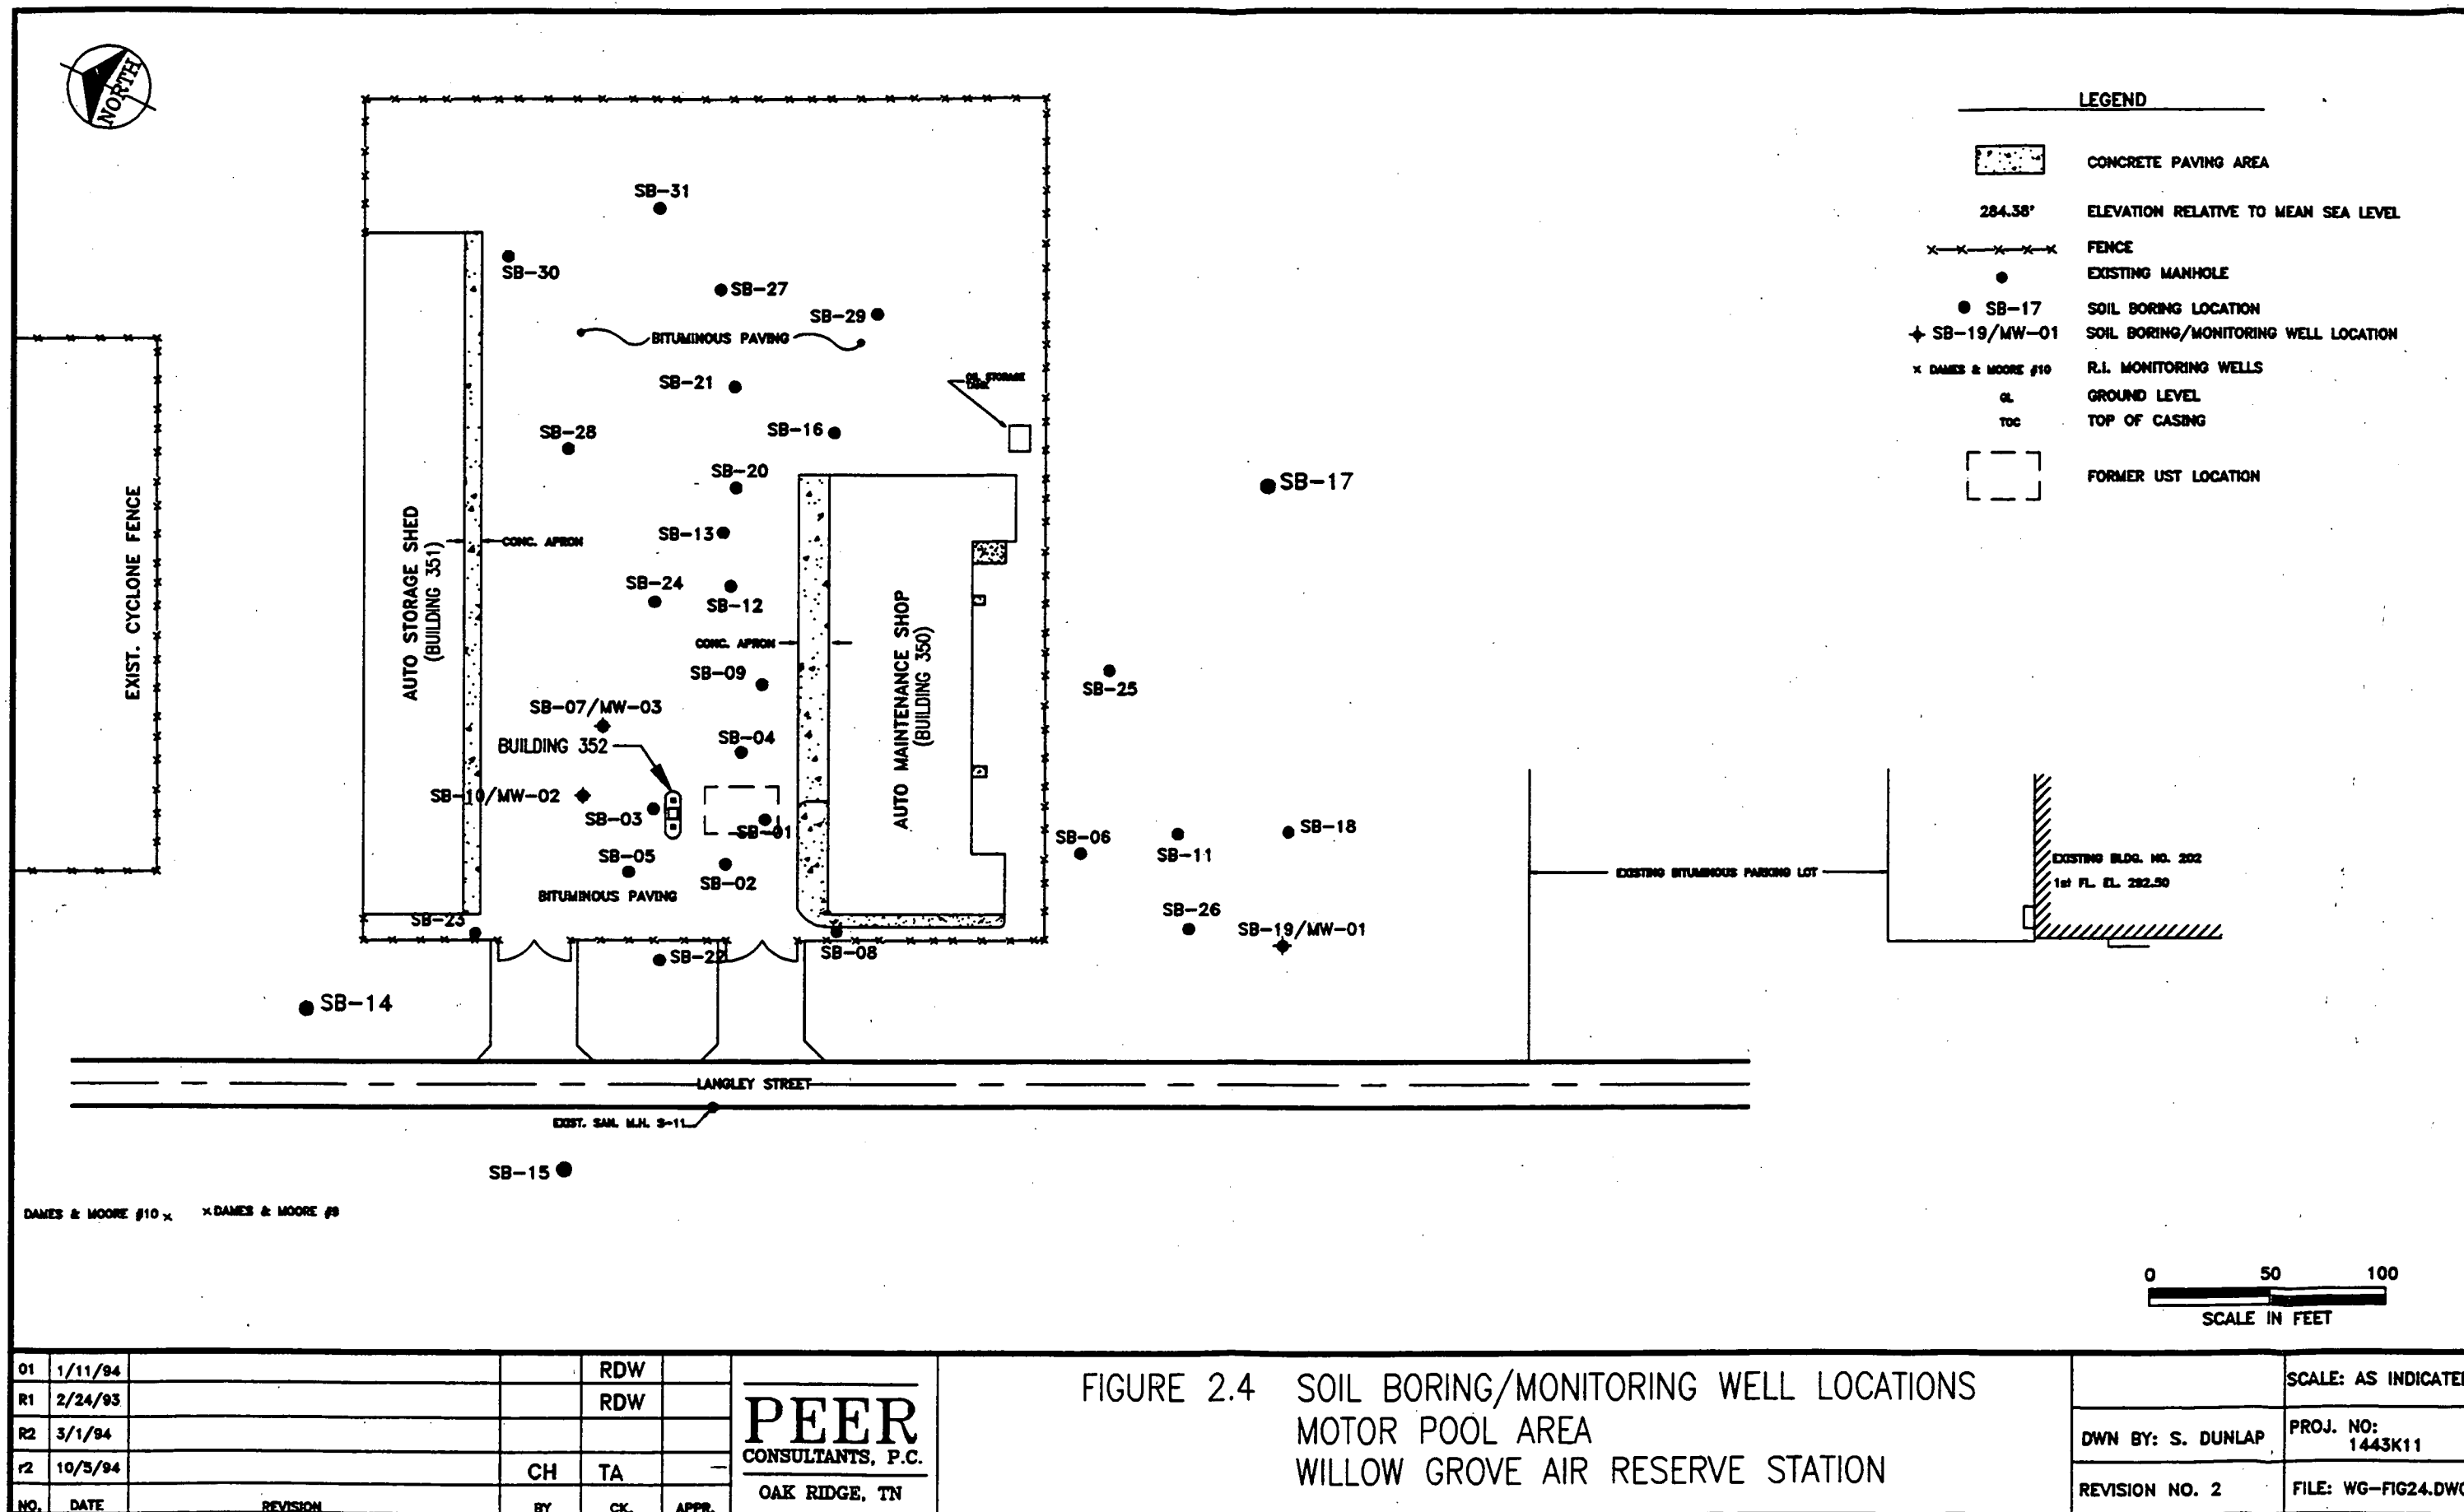 NORTH
LEGEND
CONCRETE PAVING AREA
284.38' ELEVATION RELATIVE TO MEAN SEA LEVEL
FENCE
EXISTING MANHOLE
SB-17 SOIL BORING LOCATION
SB-19/MW-01 SOIL BORING/MONITORING WELL LOCATION
x DAMES & MOORE #10 R.I. MONITORING WELLS
GL GROUND LEVEL
TOC TOP OF CASING
FORMER UST LOCATION
SB-31
SB-30
SB-27
SB-29
BITUMINOUS PAVING
SB-21
OIL STORAGE
SB-28
SB-16
SB-20
SB-17
EXIST. CYCLONE FENCE
AUTO STORAGE SHED
(BUILDING 351)
CONC. APRON
SB-13
SB-24
SB-12
CONC. APRON
AUTO MAINTENANCE SHOP
(BUILDING 350)
SB-09
SB-25
SB-07/MW-03
BUILDING 352
SB-04
SB-10/MW-02
SB-03
SB-01
SB-05
SB-02
BITUMINOUS PAVING
SB-06
SB-11
SB-18
SB-23
SB-22
SB-08
SB-26
SB-19/MW-01
EXISTING BITUMINOUS PARKING LOT
EXISTING BLDG. NO. 202
1st FL. EL. 292.50
SB-14
LANGLEY STREET
EXIST. SAN. M.H. S-11
SB-15
DAMES & MOORE #10 x
x DAMES & MOORE #9
0 50 100
SCALE IN FEET
01 1/11/94 RDW
R1 2/24/93 RDW
R2 3/1/94
r2 10/5/94 CH TA —
NO. DATE REVISION BY CK. APPR.
PEER
CONSULTANTS, P.C.
OAK RIDGE, TN
FIGURE 2.4 SOIL BORING/MONITORING WELL LOCATIONS
MOTOR POOL AREA
WILLOW GROVE AIR RESERVE STATION
SCALE: AS INDICATED
DWN BY: S. DUNLAP
PROJ. NO:
1443K11
REVISION NO. 2
FILE: WG-FIG24.DWG